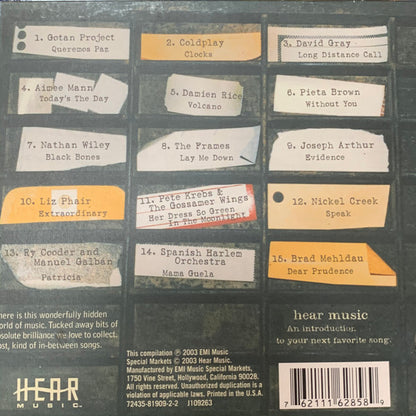 1. Gotan Project
Queremos Paz
2. Coldplay
Clocks
3. David Gray
Long Distance Call
4. Aimee Mann
Today's The Day
5. Damien Rice
Volcano
6. Pieta Brown
Without You
7. Nathan Wiley
Black Bones
8. The Frames
Lay Me Down
9. Joseph Arthur
Evidence
10. Liz Phair
Extraordinary
11. Pete Krebs &
The Gossamer Wings
Her Dress So Green
In The Moonlight
12. Nickel Creek
Speak
13. Ry Cooder and
Manuel Galbán
Patricia
14. Spanish Harlem
Orchestra
Mama Guela
15. Brad Mehldau
Dear Prudence
here is this wonderfully hidden
world of music. Tucked away bits of
absolute brilliance we love to collect.
kind of in-between songs.
HEAR
MUSIC
This compilation ℗ 2003 EMI Music
Special Markets © 2003 Hear Music.
Manufactured by EMI Music Special Markets,
1750 Vine Street, Hollywood, California 90028.
All Rights Reserved. Unauthorized duplication is a
violation of applicable laws. Printed in U.S.A.
72435-81909-2-2 J109263
hear music
An introduction
to your next favorite song.
7 62111 62858 9